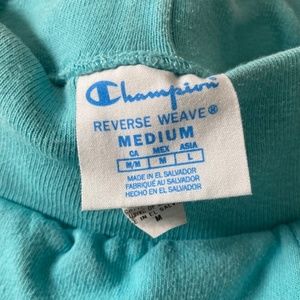 Champion
REVERSE WEAVE®
MEDIUM
CA MEX ASIA
M/M M L
MADE IN EL SALVADOR
FABRIQUÉ AU SALVADOR
HECHO EN EL SALVADOR
M